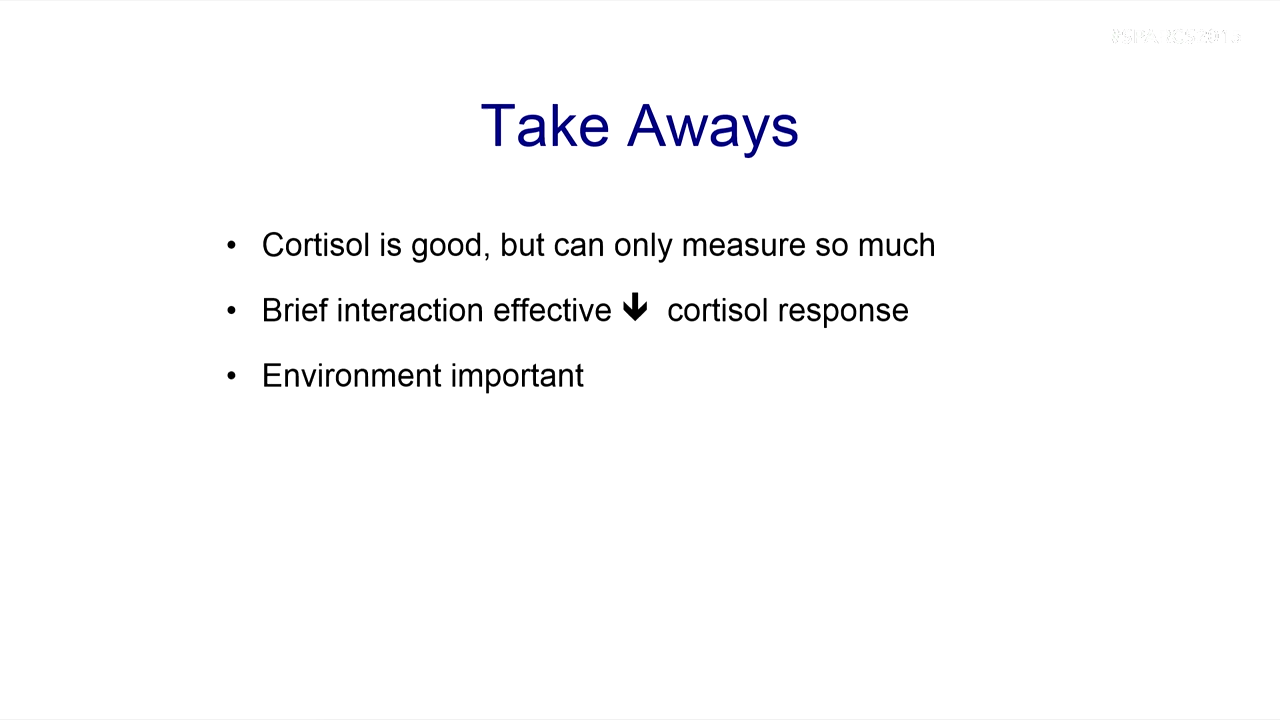 Take Aways
• Cortisol is good, but can only measure so much
• Brief interaction effective 🡫 cortisol response
• Environment important